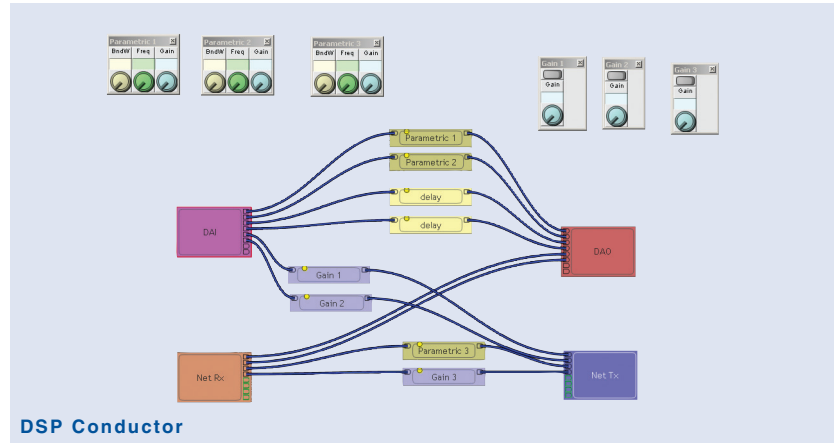 Parametric 1
BndW Freq Gain
Parametric 2
BndW Freq Gain
Parametric 3
BndW Freq Gain
Gain 1
Gain
Gain 2
Gain
Gain 3
Gain
Parametric 1
Parametric 2
delay
delay
DAI
DAO
Gain 1
Gain 2
Parametric 3
Gain 3
Net Rx
Net Tx
DSP Conductor